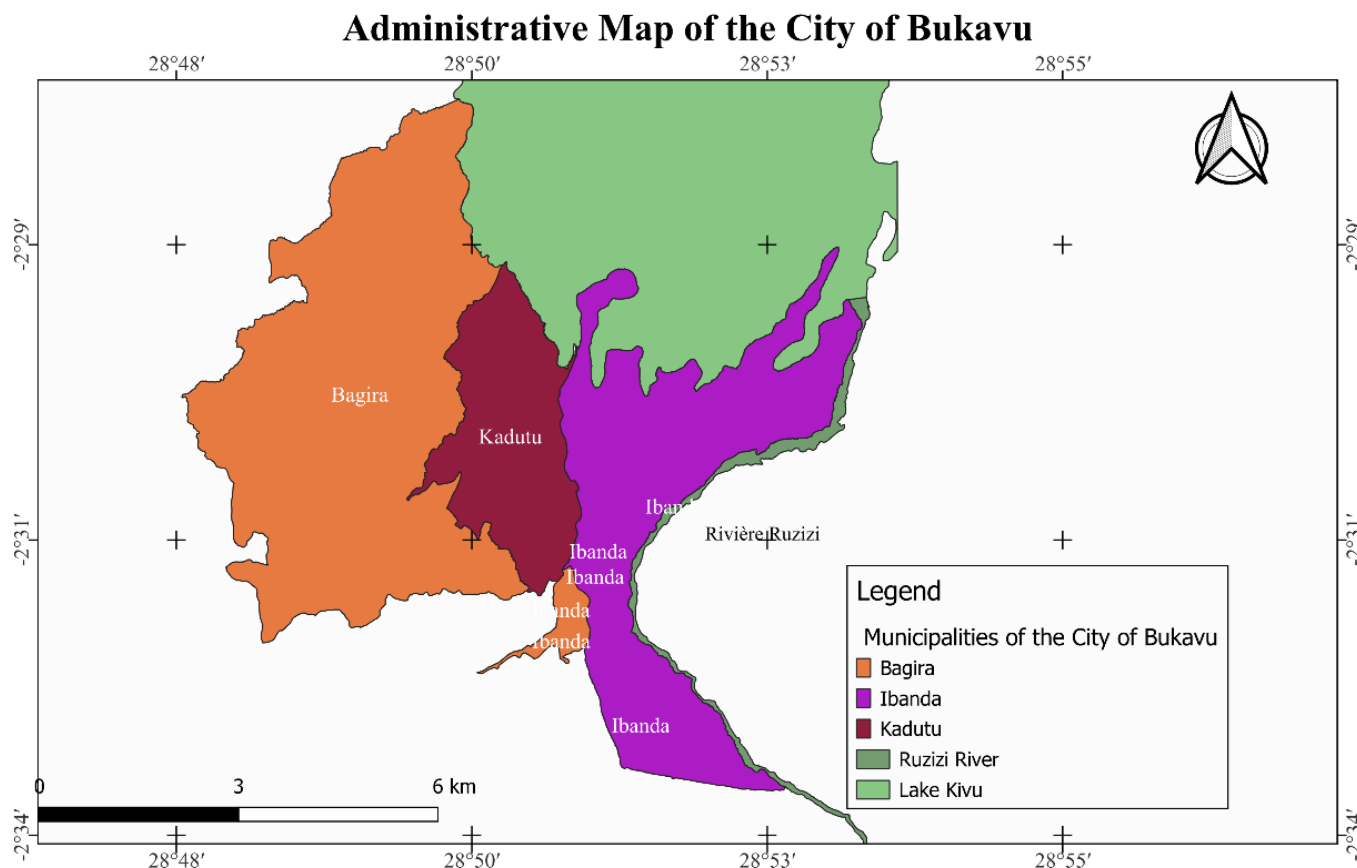 Administrative Map of the City of Bukavu
28°48′ 28°50′ 28°53′ 28°55′
-2°29′ -2°29′
Bagira
Kadutu
Ibanda
Rivière Ruzizi
-2°31′ -2°31′
Ibanda
Ibanda
Ibanda
Ibanda
Legend
Municipalities of the City of Bukavu
Bagira
Ibanda
Kadutu
Ruzizi River
Lake Kivu
0 3 6 km
-2°34′ -2°34′
28°48′ 28°50′ 28°53′ 28°55′